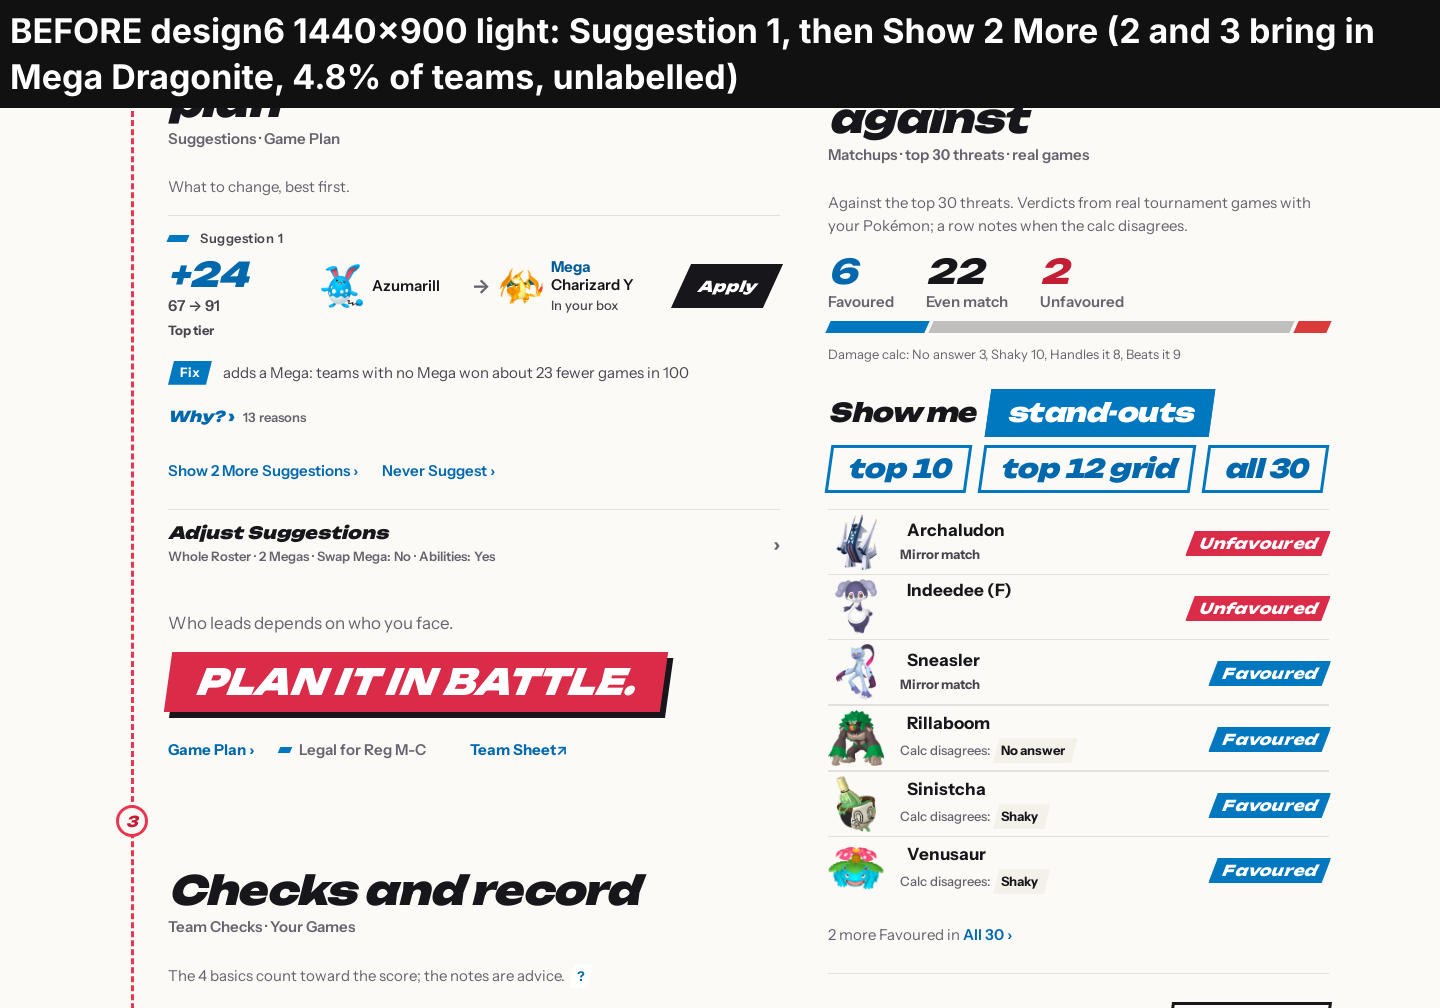 BEFORE design6 1440×900 light: Suggestion 1, then Show 2 More (2 and 3 bring in
Mega Dragonite, 4.8% of teams, unlabelled)
plan
Suggestions · Game Plan
What to change, best first.
Suggestion 1
+24
67 → 91
Top tier
Azumarill
→
Mega
Charizard Y
In your box
Apply
Fix adds a Mega: teams with no Mega won about 23 fewer games in 100
Why? › 13 reasons
Show 2 More Suggestions › Never Suggest ›
Adjust Suggestions
Whole Roster · 2 Megas · Swap Mega: No · Abilities: Yes
›
Who leads depends on who you face.
PLAN IT IN BATTLE.
Game Plan › Legal for Reg M-C Team Sheet↗
3
Checks and record
Team Checks · Your Games
The 4 basics count toward the score; the notes are advice. ?
against
Matchups · top 30 threats · real games
Against the top 30 threats. Verdicts from real tournament games with
your Pokémon; a row notes when the calc disagrees.
6 22 2
Favoured Even match Unfavoured
Damage calc: No answer 3, Shaky 10, Handles it 8, Beats it 9
Show me stand-outs
top 10 top 12 grid all 30
Archaludon
Mirror match
Unfavoured
Indeedee (F)
Unfavoured
Sneasler
Mirror match
Favoured
Rillaboom
Calc disagrees: No answer
Favoured
Sinistcha
Calc disagrees: Shaky
Favoured
Venusaur
Calc disagrees: Shaky
Favoured
2 more Favoured in All 30 ›